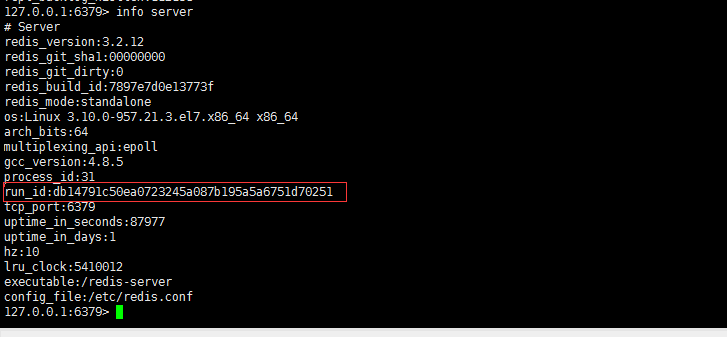 127.0.0.1:6379> info server
# Server
redis_version:3.2.12
redis_git_sha1:00000000
redis_git_dirty:0
redis_build_id:7897e7d0e13773f
redis_mode:standalone
os:Linux 3.10.0-957.21.3.el7.x86_64 x86_64
arch_bits:64
multiplexing_api:epoll
gcc_version:4.8.5
process_id:31
run_id:db14791c50ea0723245a087b195a5a6751d70251
tcp_port:6379
uptime_in_seconds:87977
uptime_in_days:1
hz:10
lru_clock:5410012
executable:/redis-server
config_file:/etc/redis.conf
127.0.0.1:6379>